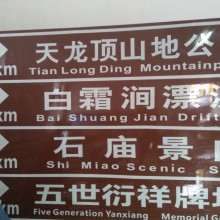 天龙顶山地公
km
Tian Long Ding Mountainp
白霜涧漂
km
Bai Shuang Jian Drift
石庙景
km
Shi Miao Scenic S
五世衍祥牌
Five Generation Yanxiang Memorial G